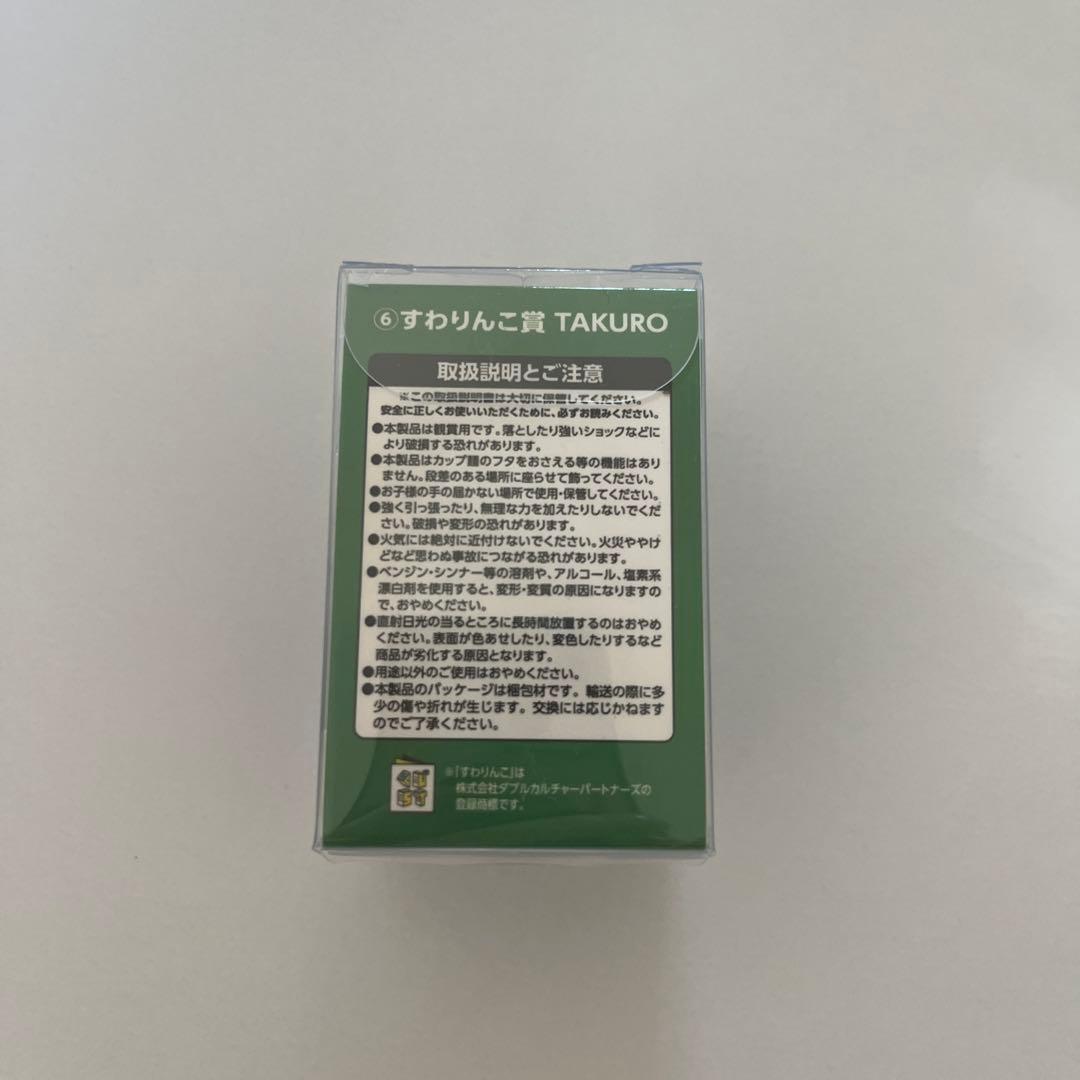 ⑥すわりんこ賞 TAKURO
取扱説明とご注意
※この取扱説明書は大切に保管してください。
安全に正しくお使いいただくために、必ずお読みください。
●本製品は観賞用です。落としたり強いショックなどに
より破損する恐れがあります。
●本製品はカップ麺のフタをおさえる等の機能はあり
ません。段差のある場所に座らせて飾ってください。
●お子様の手の届かない場所で使用・保管してください。
●強く引っ張ったり、無理な力を加えたりしないでくだ
さい。破損や変形の恐れがあります。
●火気には絶対に近付けないでください。火災ややけ
どなど思わぬ事故につながる恐れがあります。
●ベンジン・シンナー等の溶剤や、アルコール、塩素系
漂白剤を使用すると、変形・変質の原因になりますの
で、おやめください。
●直射日光の当るところに長時間放置するのはおやめ
ください。表面が色あせしたり、変色したりするなど
商品が劣化する原因となります。
●用途以外のご使用はおやめください。
●本製品のパッケージは梱包材です。輸送の際に多
少の傷や折れが生じます。交換には応じかねます
のでご了承ください。
※「すわりんこ」は
株式会社ダブルカルチャーパートナーズの
登録商標です。